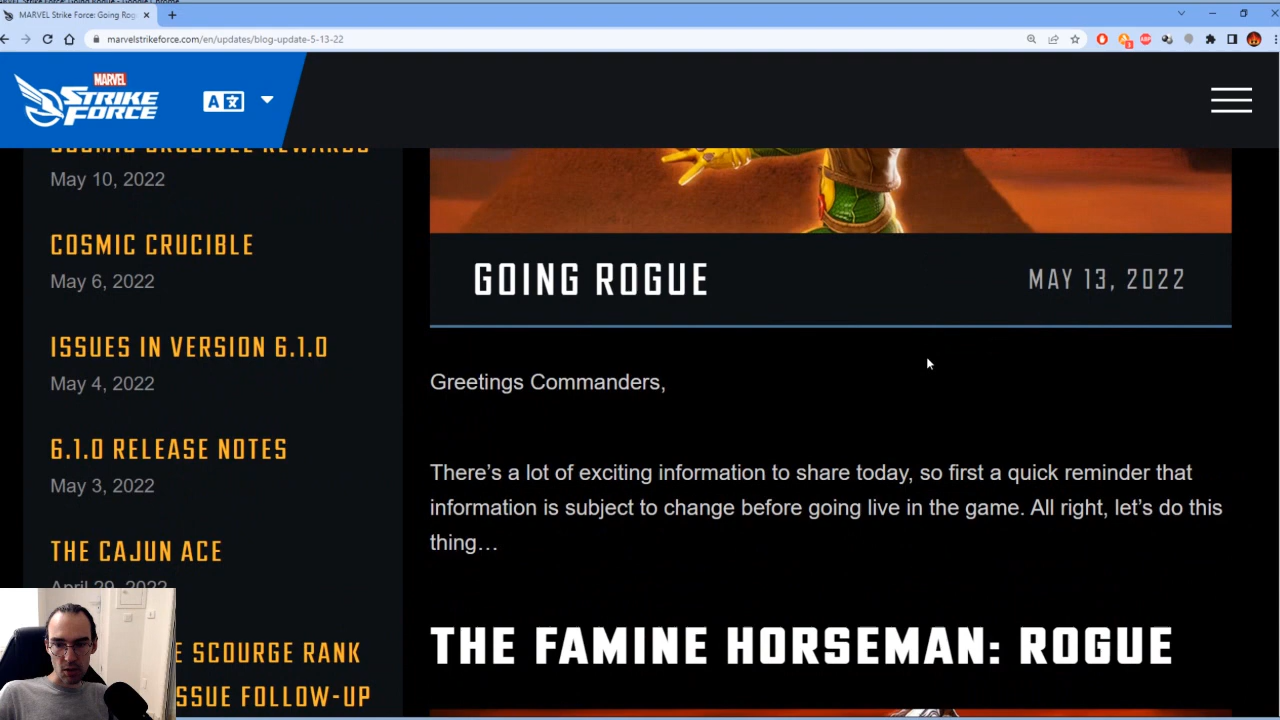 MARVEL Strike Force: Going Rog
marvelstrikeforce.com/en/updates/blog-update-5-13-22
MARVEL
STRIKE
FORCE
A文
COSMIC CRUCIBLE REWARDS
May 10, 2022
COSMIC CRUCIBLE
May 6, 2022
ISSUES IN VERSION 6.1.0
May 4, 2022
6.1.0 RELEASE NOTES
May 3, 2022
THE CAJUN ACE
April 29, 2022
E SCOURGE RANK
SSUE FOLLOW-UP
GOING ROGUE
MAY 13, 2022
Greetings Commanders,
There’s a lot of exciting information to share today, so first a quick reminder that
information is subject to change before going live in the game. All right, let’s do this
thing…
THE FAMINE HORSEMAN: ROGUE